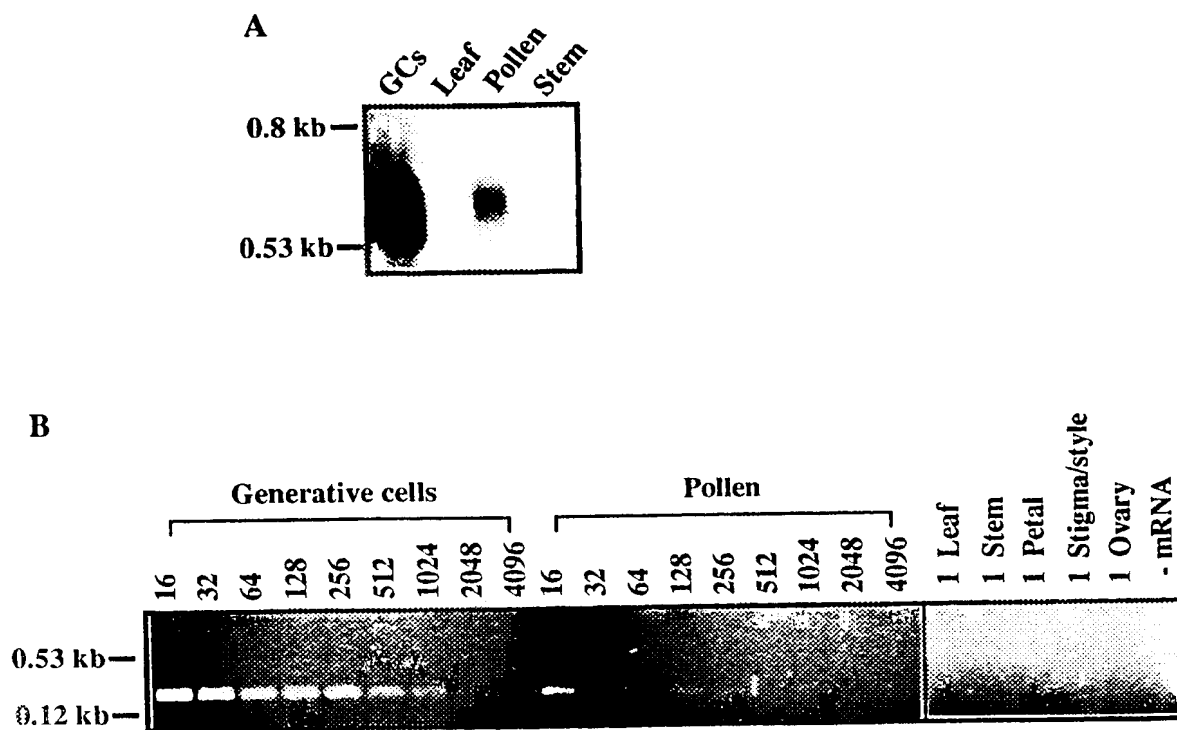 A
GCs Leaf Pollen Stem
0.8 kb
0.53 kb
B
Generative cells Pollen
16 32 64 128 256 512 1024 2048 4096 16 32 64 128 256 512 1024 2048 4096 1 Leaf 1 Stem 1 Petal 1 Stigma/style 1 Ovary - mRNA
0.53 kb
0.12 kb